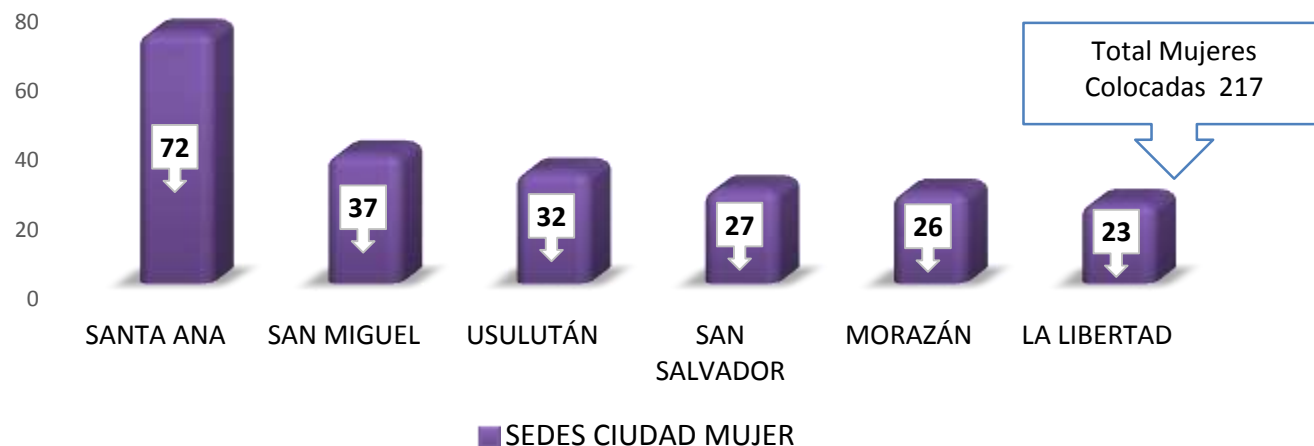 80
60
40
20
0
Total Mujeres
Colocadas 217
72
37
32
27
26
23
SANTA ANA
SAN MIGUEL
USULUTÁN
SAN
SALVADOR
MORAZÁN
LA LIBERTAD
SEDES CIUDAD MUJER